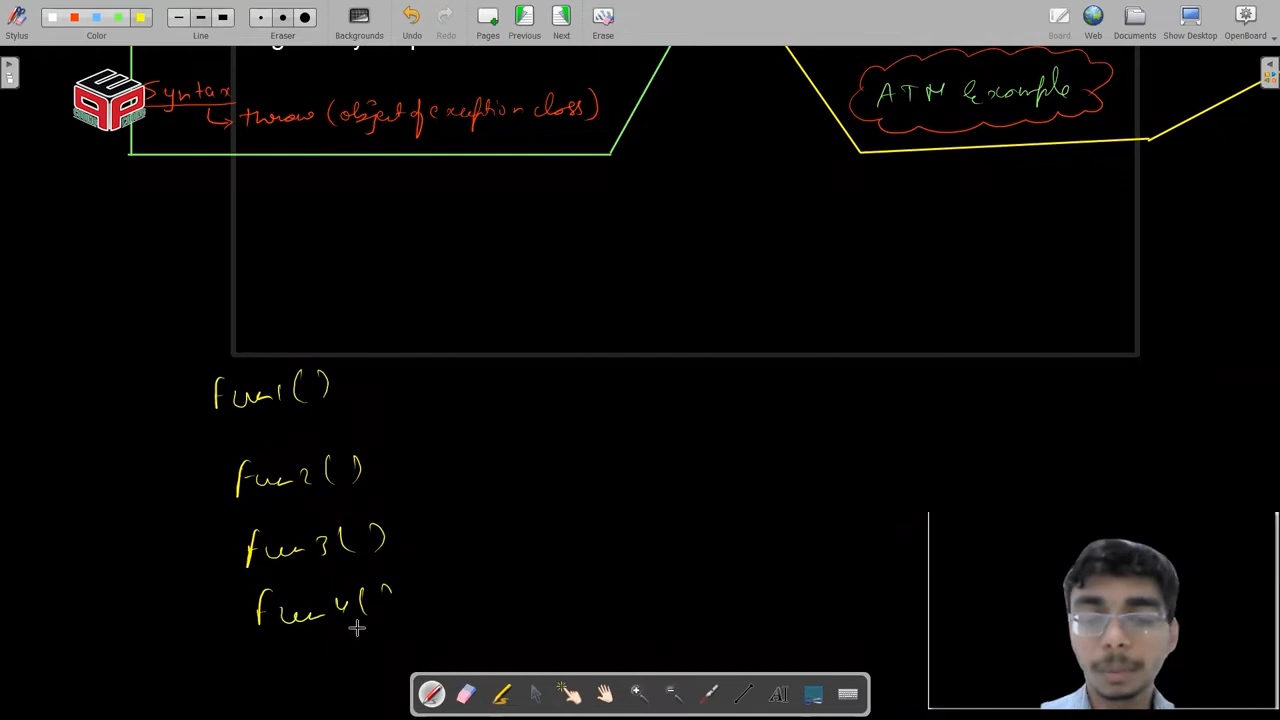 Stylus
Color
Line
Backgrounds
Undo
Redo
Pages
Previous
Next
Erase
Board
Web
Documents
Show Desktop
OpenBoard
Syntax
throw (object of exception class)
ATM Example
fun1()
fun2()
fun3()
fun4()